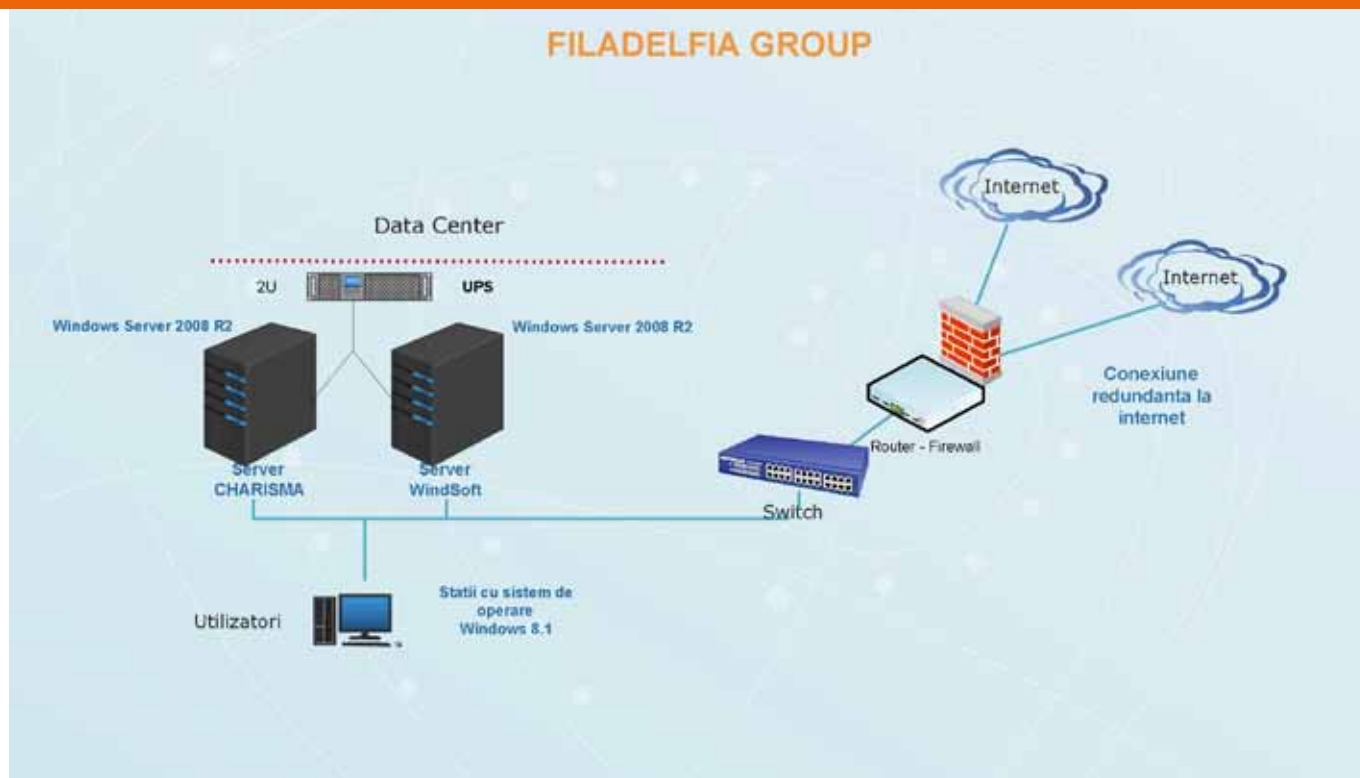 FILADELFIA GROUP
Internet
Internet
Data Center
2U
UPS
Windows Server 2008 R2
Windows Server 2008 R2
Conexiune
redundanta la
internet
Router - Firewall
Server
CHARISMA
Server
WindSoft
Switch
Utilizatori
Statii cu sistem de
operare
Windows 8.1